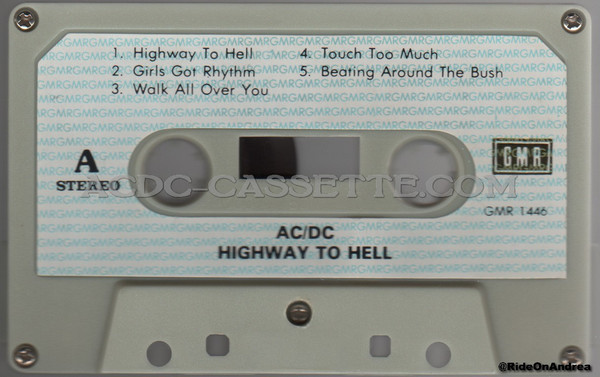 1. Highway To Hell
2. Girls Got Rhythm
3. Walk All Over You
4. Touch Too Much
5. Beating Around The Bush
A
STEREO
GMR
ACDC-CASSETTE.COM
GMR 1446
AC/DC
HIGHWAY TO HELL
@RideOnAndrea